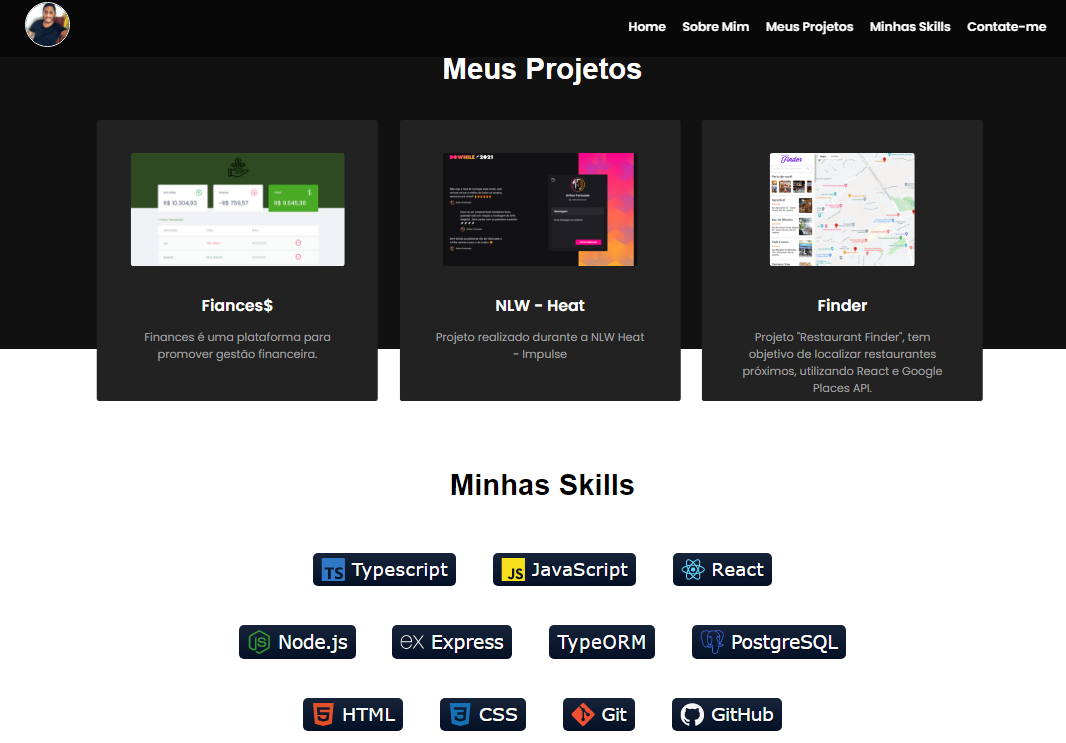 Home Sobre Mim Meus Projetos Minhas Skills Contate-me
Meus Projetos
R$ 10.304,93 -R$ 759,57 R$ 9.545,36
DOWHILE 2021
Finder
Fiances$
Finances é uma plataforma para
promover gestão financeira.
NLW - Heat
Projeto realizado durante a NLW Heat
- Impulse
Finder
Projeto "Restaurant Finder", tem
objetivo de localizar restaurantes
próximos, utilizando React e Google
Places API.
Minhas Skills
TS Typescript
JS JavaScript
React
JS Node.js
ex Express
TypeORM
PostgreSQL
5 HTML
3 CSS
Git
GitHub